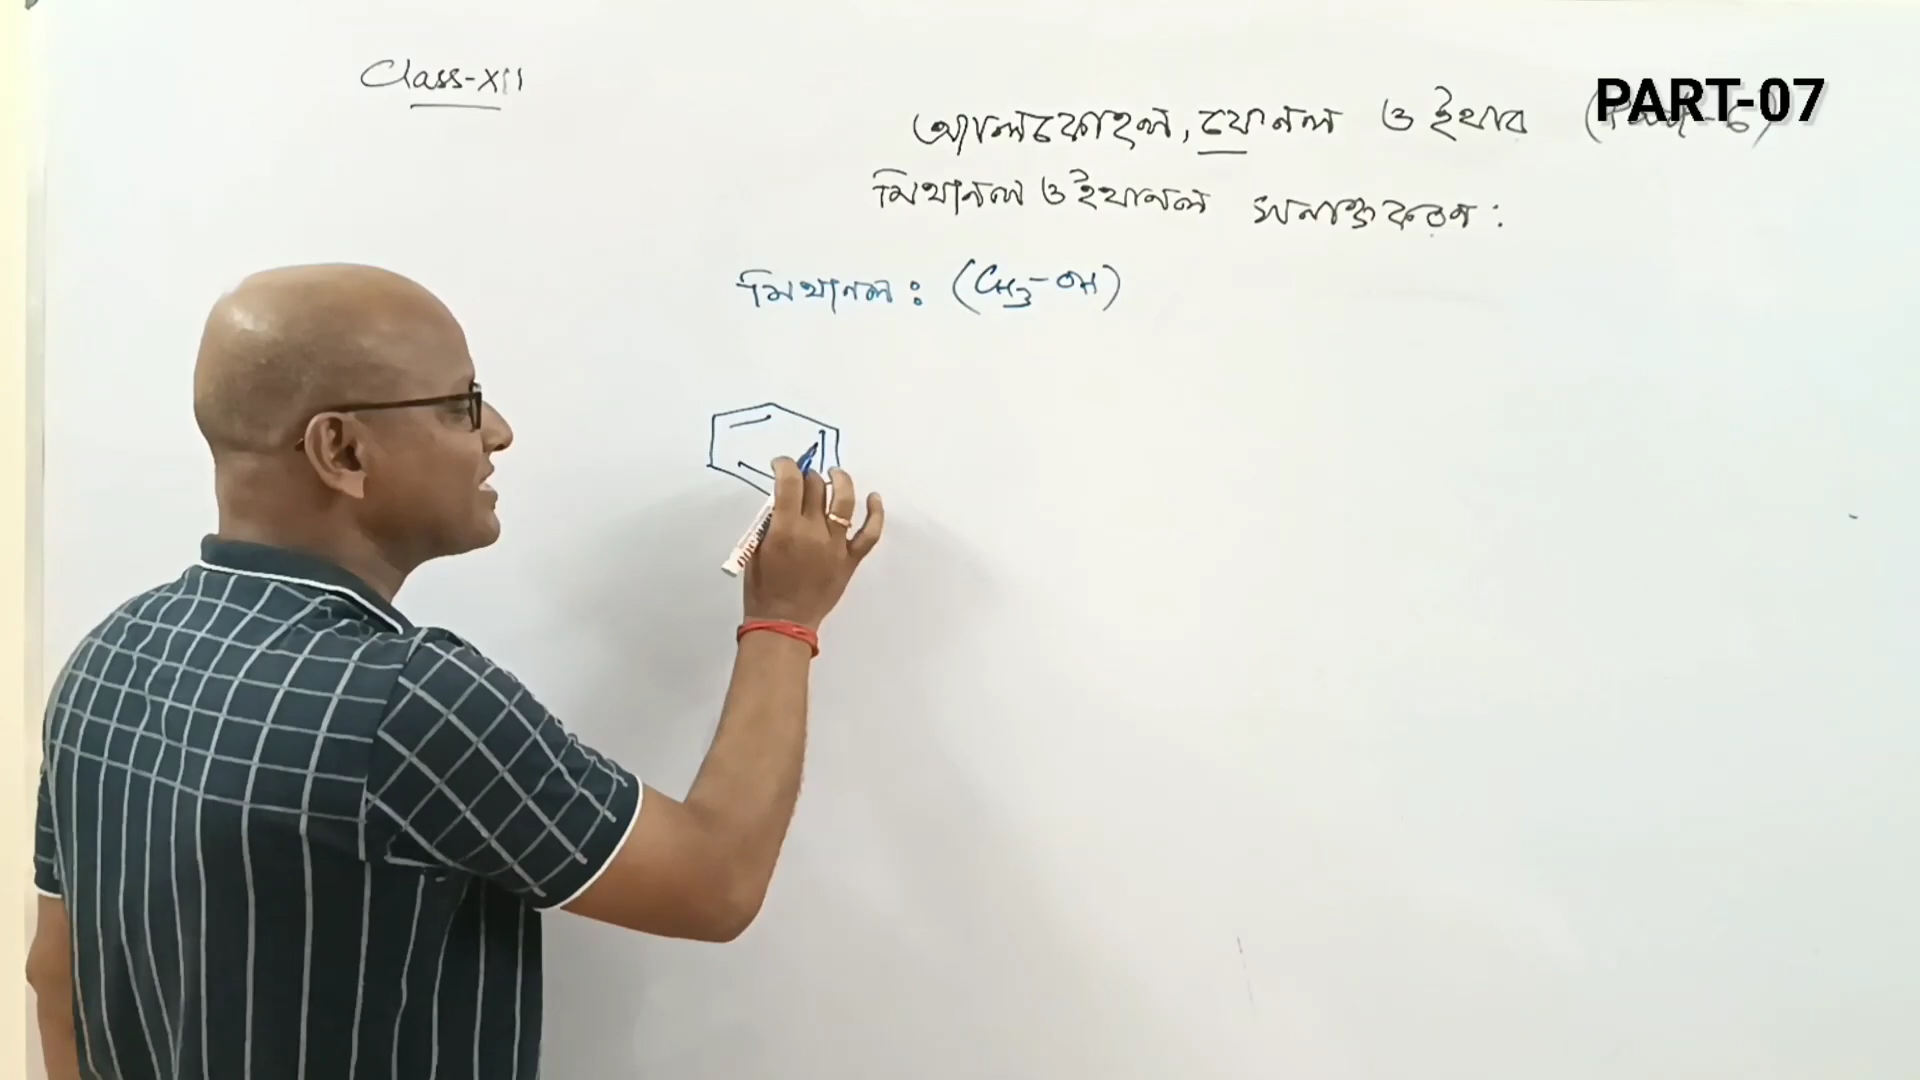 Class-XII
PART-07
অ্যালকোহল, ফেনল ও ইথার
মিথানল ও ইথানল সনাক্তকরণ :
মিথানল : (CH3-OH)